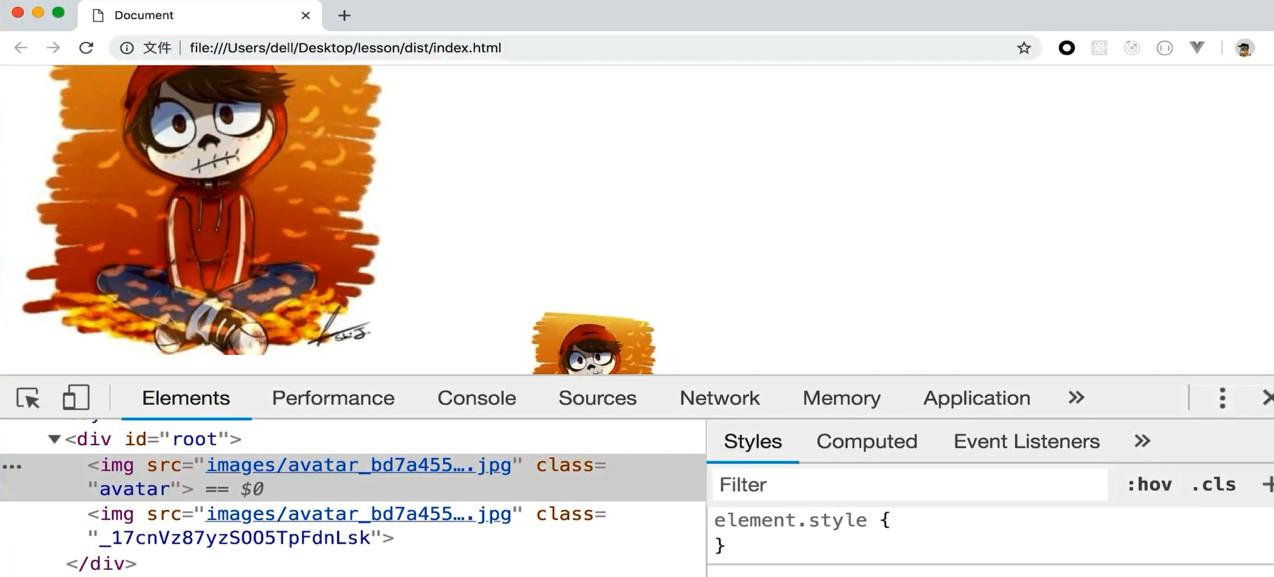 Document
文件 file:///Users/dell/Desktop/lesson/dist/index.html
Elements Performance Console Sources Network Memory Application
<div id="root">
<img src="images/avatar_bd7a455….jpg" class=
"avatar"> == $0
<img src="images/avatar_bd7a455….jpg" class=
"_17cnVz87yzSOO5TpFdnLsk">
</div>
Styles Computed Event Listeners
Filter :hov .cls
element.style {
}